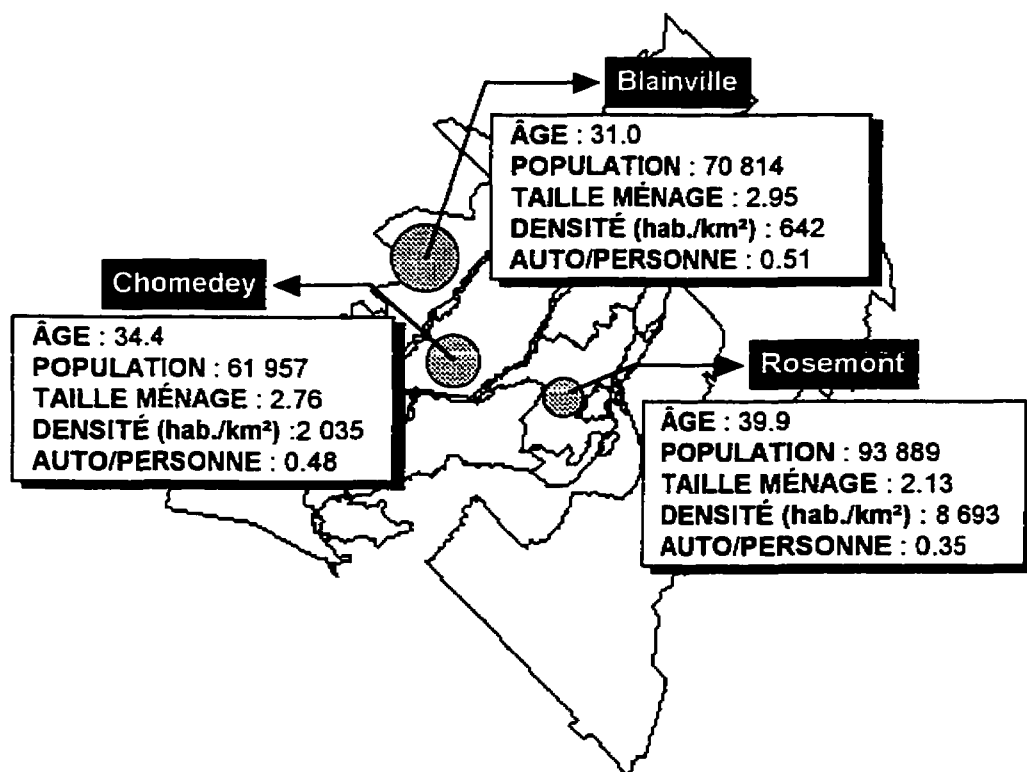 Blainville
ÂGE : 31.0
POPULATION : 70 814
TAILLE MÉNAGE : 2.95
DENSITÉ (hab./km²) : 642
AUTO/PERSONNE : 0.51
Chomedey
ÂGE : 34.4
POPULATION : 61 957
TAILLE MÉNAGE : 2.76
DENSITÉ (hab./km²) :2 035
AUTO/PERSONNE : 0.48
Rosemont
ÂGE : 39.9
POPULATION : 93 889
TAILLE MÉNAGE : 2.13
DENSITÉ (hab./km²) : 8 693
AUTO/PERSONNE : 0.35